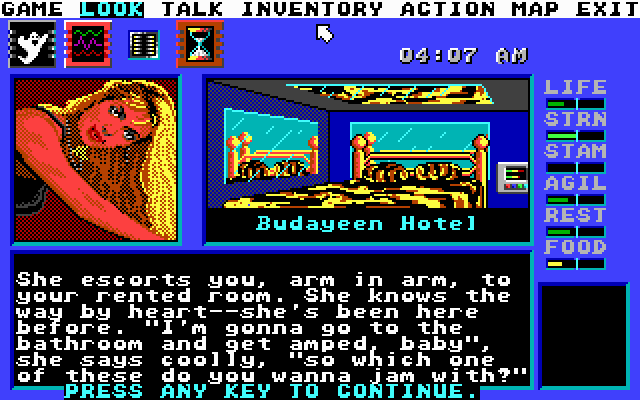 GAME LOOK TALK INVENTORY ACTION MAP EXIT
04:07 AM
LIFE
STRN
STAM
AGIL
REST
FOOD
Budayeen Hotel
She escorts you, arm in arm, to
your rented room. She knows the
way by heart--she's been here
before. "I'm gonna go to the
bathroom and get amped, baby",
she says coolly, "so which one
of these do you wanna jam with?"
PRESS ANY KEY TO CONTINUE.